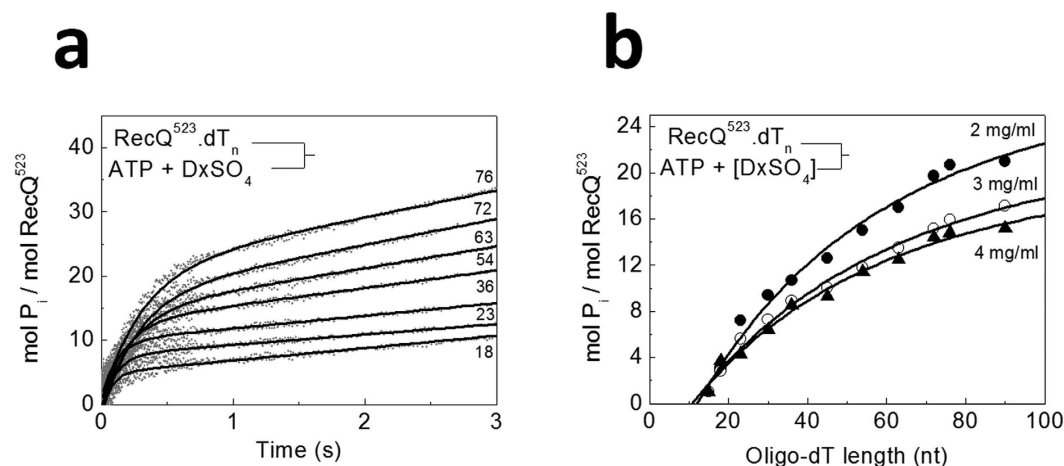 a
b
mol Pᵢ / mol RecQ⁵²³
40
30
20
10
0
RecQ⁵²³.dTₙ
ATP + DxSO₄
76
72
63
54
36
23
18
0
1
2
3
Time (s)
mol Pᵢ / mol RecQ⁵²³
24
20
16
12
8
4
0
RecQ⁵²³.dTₙ
ATP + [DxSO₄]
2 mg/ml
3 mg/ml
4 mg/ml
0
20
40
60
80
100
Oligo-dT length (nt)